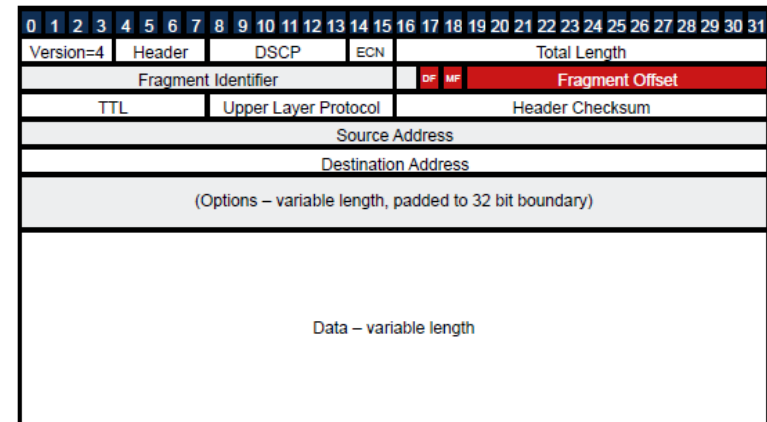 0 1 2 3 4 5 6 7 8 9 10 11 12 13 14 15 16 17 18 19 20 21 22 23 24 25 26 27 28 29 30 31
Version=4 Header DSCP ECN Total Length
Fragment Identifier DF MF Fragment Offset
TTL Upper Layer Protocol Header Checksum
Source Address
Destination Address
(Options – variable length, padded to 32 bit boundary)
Data – variable length